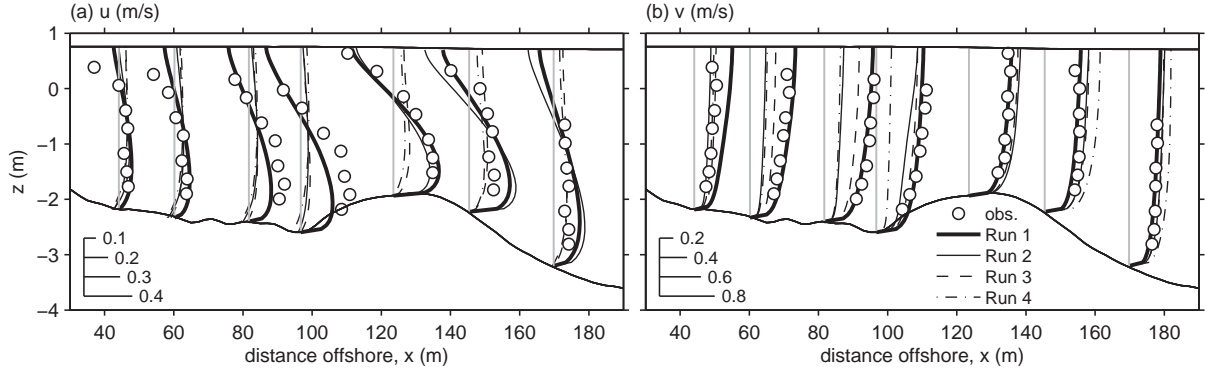 (a) u (m/s)
(b) v (m/s)
1
0
−1
−2
−3
−4
z (m)
0.1
0.2
0.3
0.4
0.2
0.4
0.6
0.8
obs.
Run 1
Run 2
Run 3
Run 4
40 60 80 100 120 140 160 180
40 60 80 100 120 140 160 180
distance offshore, x (m)
distance offshore, x (m)